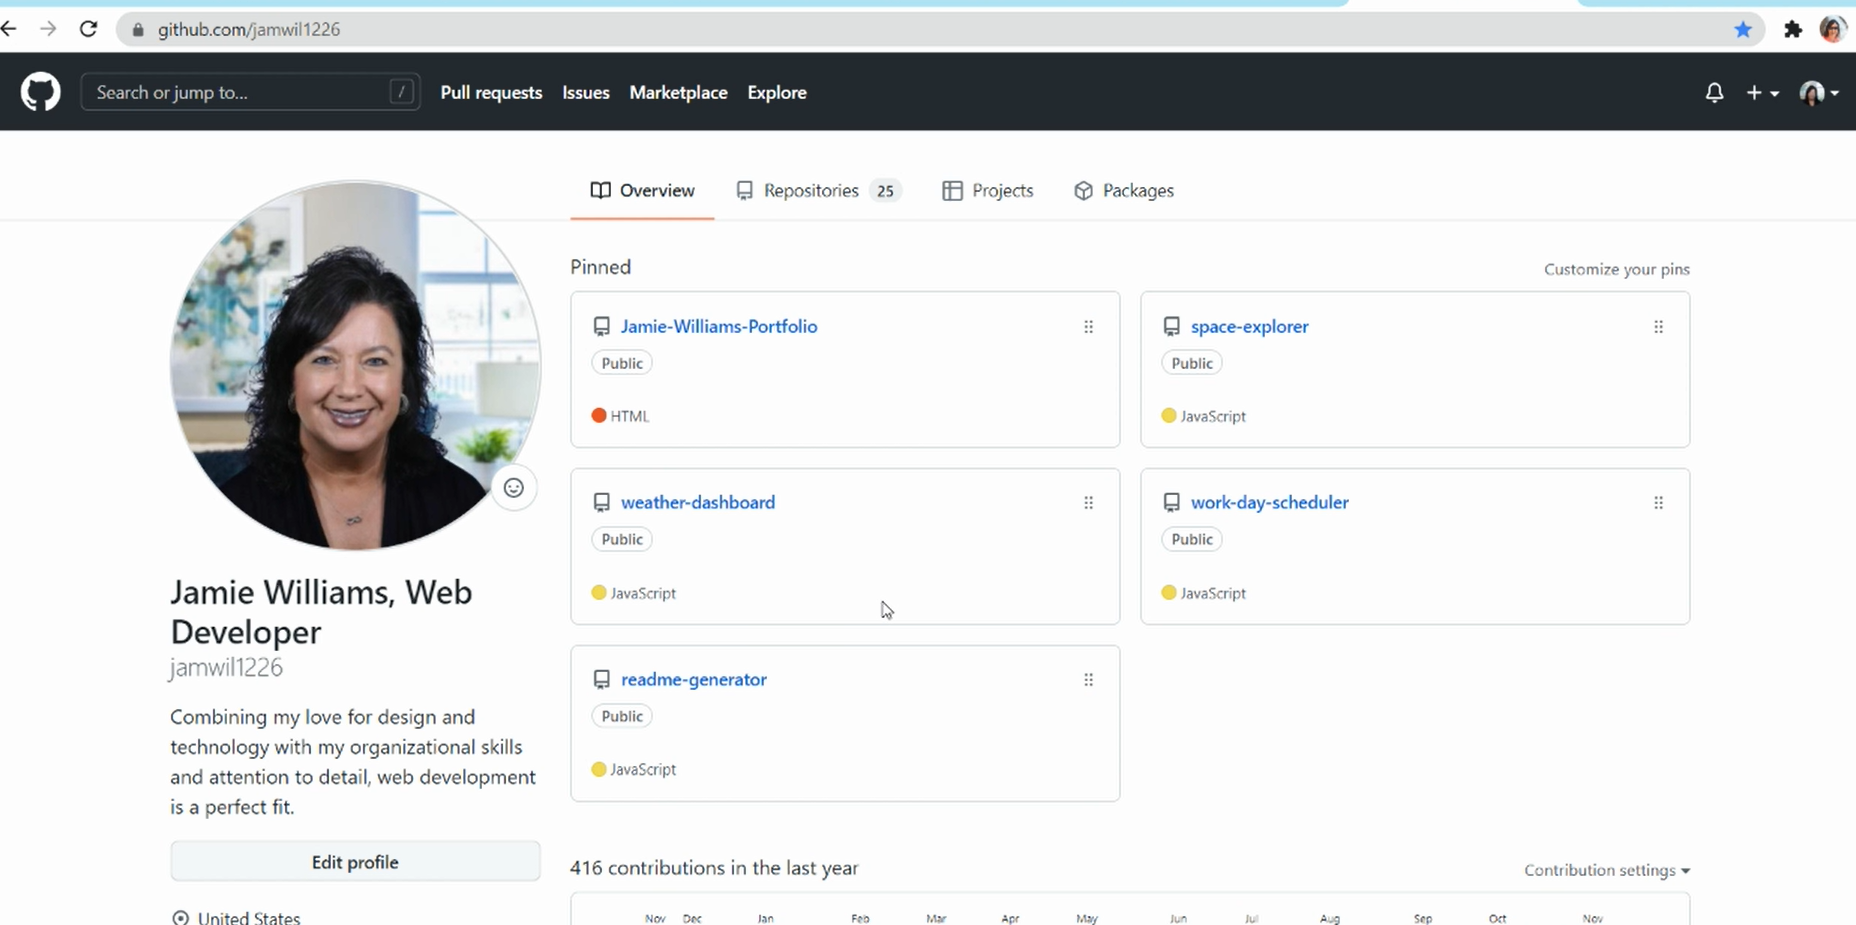 github.com/jamwil1226
Search or jump to... /
Pull requests Issues Marketplace Explore
Overview Repositories 25 Projects Packages
Pinned
Customize your pins
Jamie-Williams-Portfolio
Public
HTML
space-explorer
Public
JavaScript
weather-dashboard
Public
JavaScript
work-day-scheduler
Public
JavaScript
readme-generator
Public
JavaScript
Jamie Williams, Web
Developer
jamwil1226
Combining my love for design and
technology with my organizational skills
and attention to detail, web development
is a perfect fit.
Edit profile
United States
416 contributions in the last year
Contribution settings
Nov Dec Jan Feb Mar Apr May Jun Jul Aug Sep Oct Nov